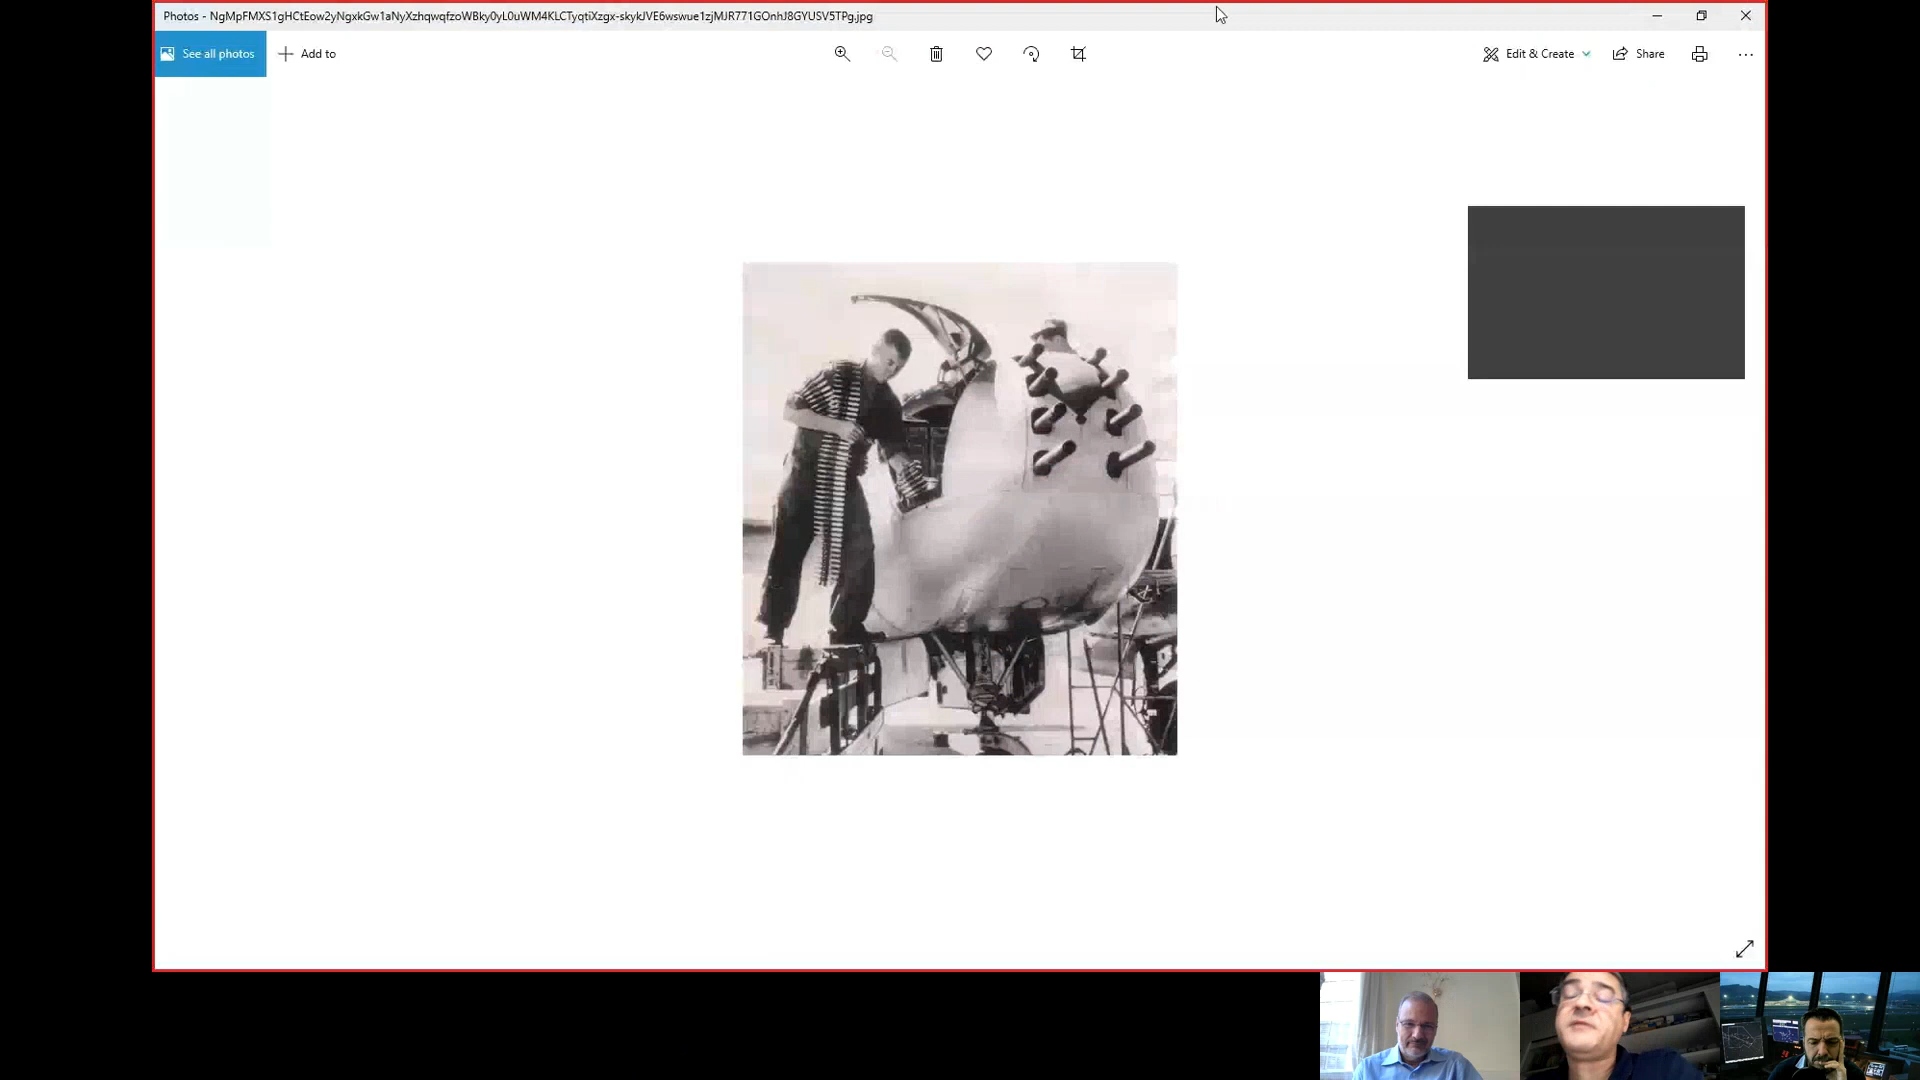 Photos - NgMpFMXS1gHCtEow2yNgxkGw1aNyXzhqwqfzoWBky0yL0uWM4KLCTyqtiXzgx-skykJVE6wswue1zjMJR771GOnhJ8GYUSV5TPg.jpg
See all photos
Add to
Edit & Create
Share